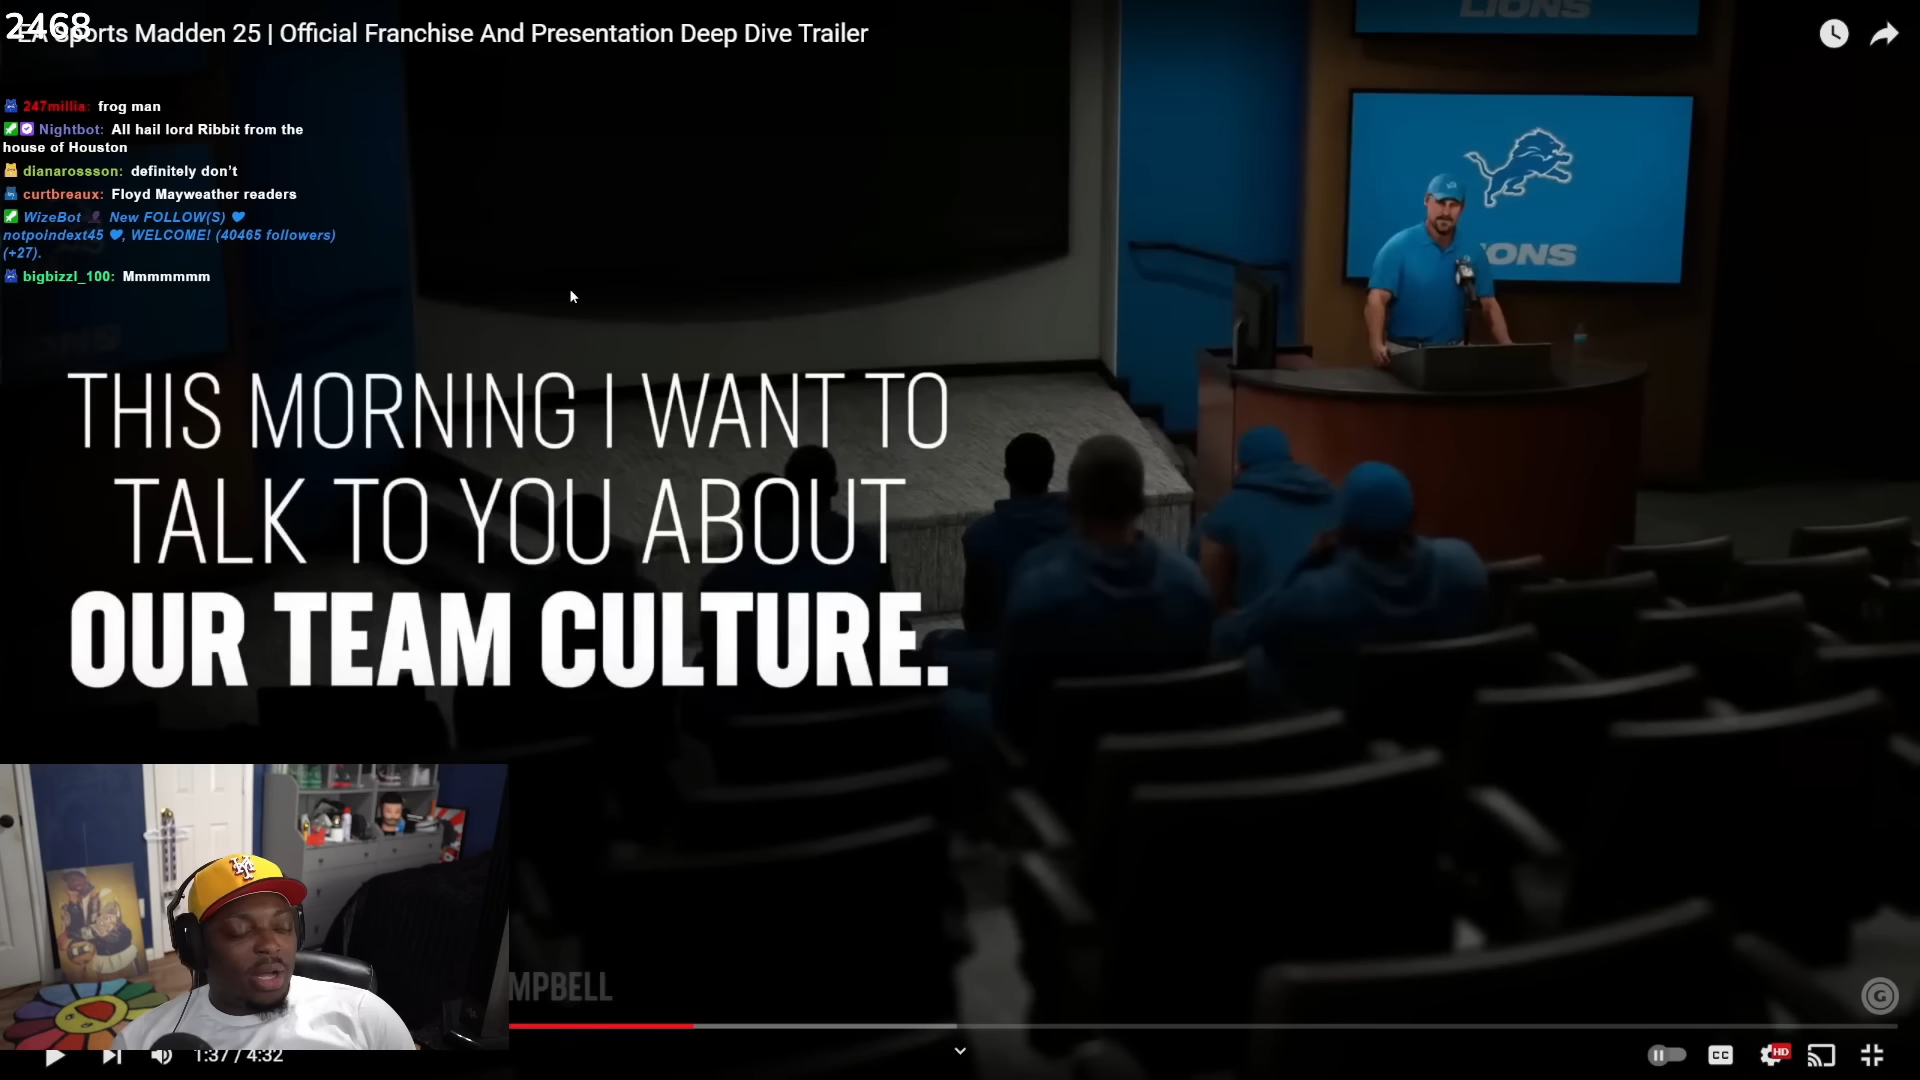 2468
EA Sports Madden 25 | Official Franchise And Presentation Deep Dive Trailer
247millia: frog man
Nightbot: All hail lord Ribbit from the
house of Houston
dianarossson: definitely don't
curtbreaux: Floyd Mayweather readers
WizeBot New FOLLOW(S)
notpoindext45, WELCOME! (40465 followers)
(+27).
bigbizzl_100: Mmmmmmm
LIONS
IONS
THIS MORNING I WANT TO
TALK TO YOU ABOUT
OUR TEAM CULTURE.
MPBELL
G
1:37 / 4:32
CC
HD